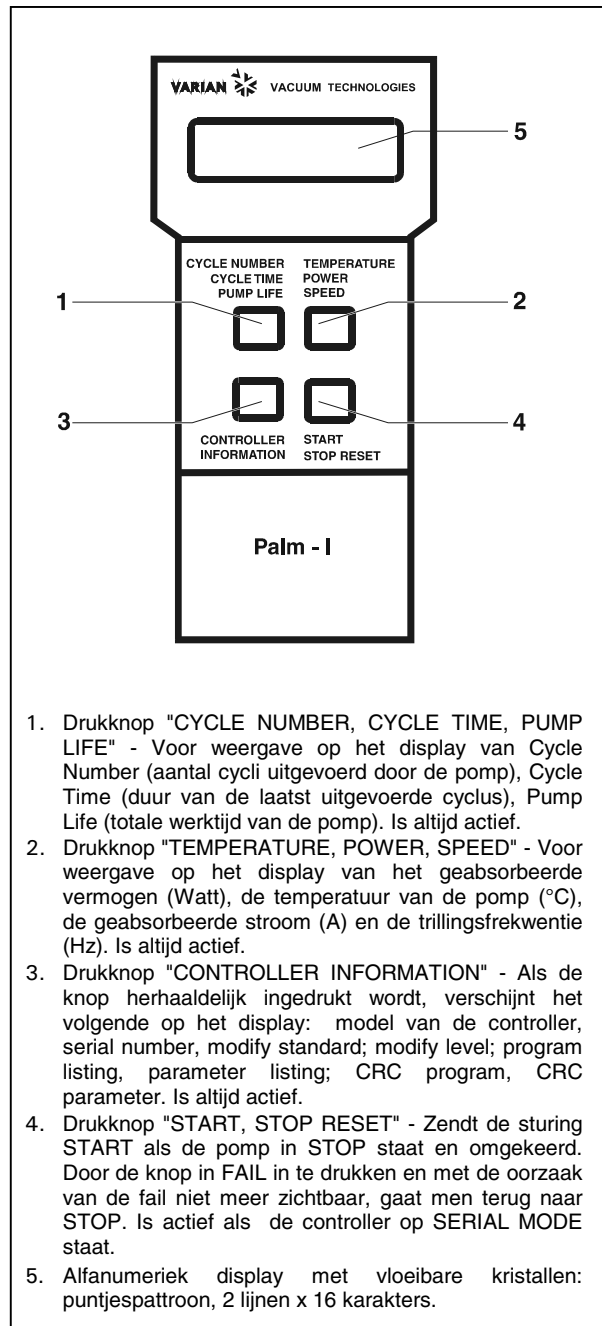 VARIAN VACUUM TECHNOLOGIES
5
CYCLE NUMBER
CYCLE TIME
PUMP LIFE
TEMPERATURE
POWER
SPEED
1
2
3
4
CONTROLLER
INFORMATION
START
STOP RESET
Palm - I
1. Drukknop "CYCLE NUMBER, CYCLE TIME, PUMP
LIFE" - Voor weergave op het display van Cycle
Number (aantal cycli uitgevoerd door de pomp), Cycle
Time (duur van de laatst uitgevoerde cyclus), Pump
Life (totale werktijd van de pomp). Is altijd actief.
2. Drukknop "TEMPERATURE, POWER, SPEED" - Voor
weergave op het display van het geabsorbeerde
vermogen (Watt), de temperatuur van de pomp (°C),
de geabsorbeerde stroom (A) en de trillingsfrekwentie
(Hz). Is altijd actief.
3. Drukknop "CONTROLLER INFORMATION" - Als de
knop herhaaldelijk ingedrukt wordt, verschijnt het
volgende op het display: model van de controller,
serial number, modify standard; modify level; program
listing, parameter listing; CRC program, CRC
parameter. Is altijd actief.
4. Drukknop "START, STOP RESET" - Zendt de sturing
START als de pomp in STOP staat en omgekeerd.
Door de knop in FAIL in te drukken en met de oorzaak
van de fail niet meer zichtbaar, gaat men terug naar
STOP. Is actief als de controller op SERIAL MODE
staat.
5. Alfanumeriek display met vloeibare kristallen:
puntjespattroon, 2 lijnen x 16 karakters.